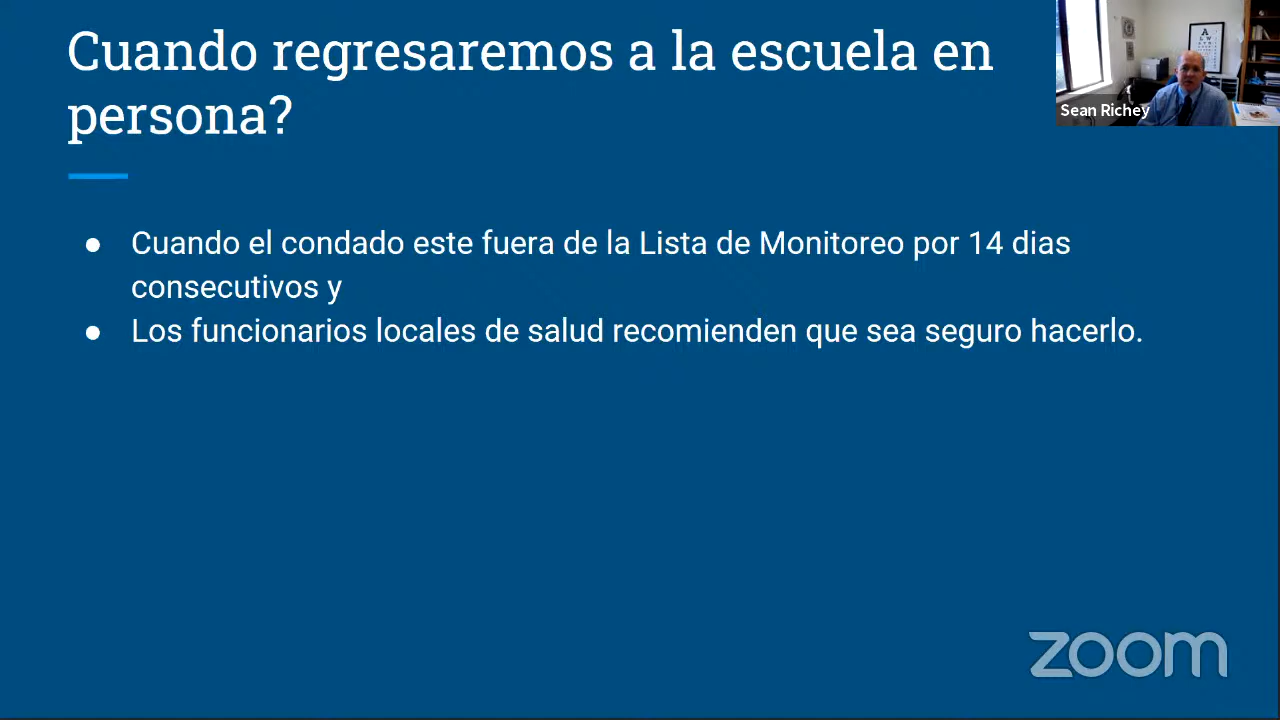 Cuando regresaremos a la escuela en
persona?
Sean Richey
● Cuando el condado este fuera de la Lista de Monitoreo por 14 dias
consecutivos y
● Los funcionarios locales de salud recomienden que sea seguro hacerlo.
zoom